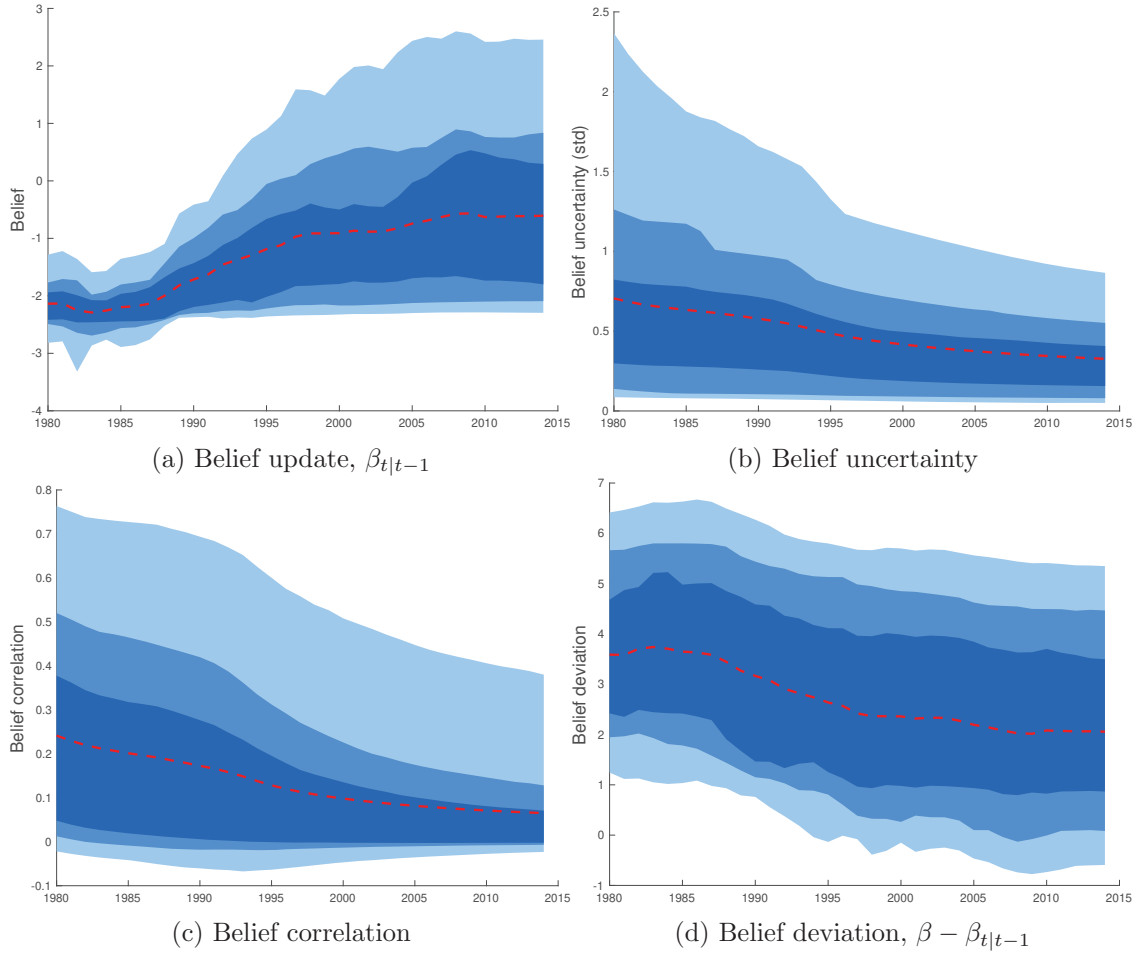 3
2
1
0
-1
-2
-3
-4
Belief
1980 1985 1990 1995 2000 2005 2010 2015
(a) Belief update, βt|t−1
2.5
2
1.5
1
0.5
0
Belief uncertainty (std)
1980 1985 1990 1995 2000 2005 2010 2015
(b) Belief uncertainty
0.8
0.7
0.6
0.5
0.4
0.3
0.2
0.1
0
-0.1
Belief correlation
1980 1985 1990 1995 2000 2005 2010 2015
(c) Belief correlation
7
6
5
4
3
2
1
0
-1
Belief deviation
1980 1985 1990 1995 2000 2005 2010 2015
(d) Belief deviation, β − βt|t−1